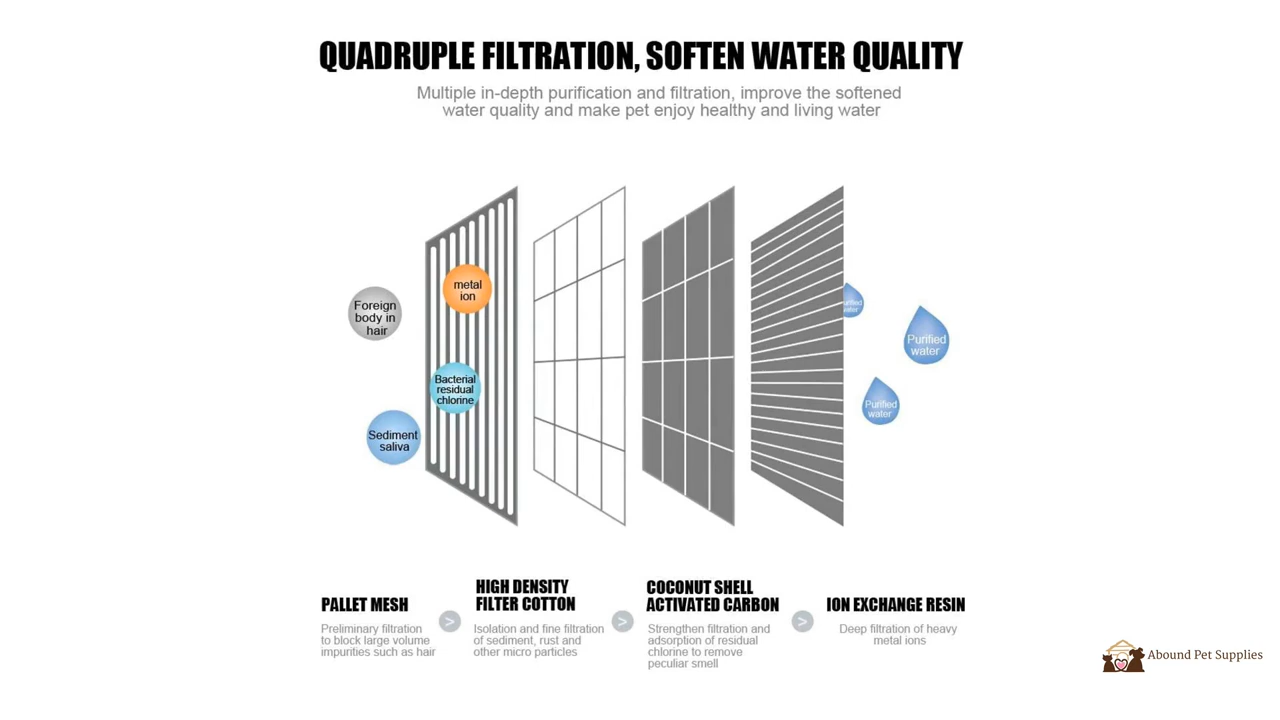 QUADRUPLE FILTRATION, SOFTEN WATER QUALITY
Multiple in-depth purification and filtration, improve the softened
water quality and make pet enjoy healthy and living water
metal
ion
Foreign
body in
hair
Bacterial
residual
chlorine
Sediment
saliva
water
Purified
water
Purified
water
PALLET MESH
Preliminary filtration
to block large volume
impurities such as hair
>
HIGH DENSITY
FILTER COTTON
Isolation and fine filtration
of sediment, rust and
other micro particles
>
COCONUT SHELL
ACTIVATED CARBON
Strengthen filtration and
adsorption of residual
chlorine to remove
peculiar smell
>
ION EXCHANGE RESIN
Deep filtration of heavy
metal ions
Abound Pet Supplies